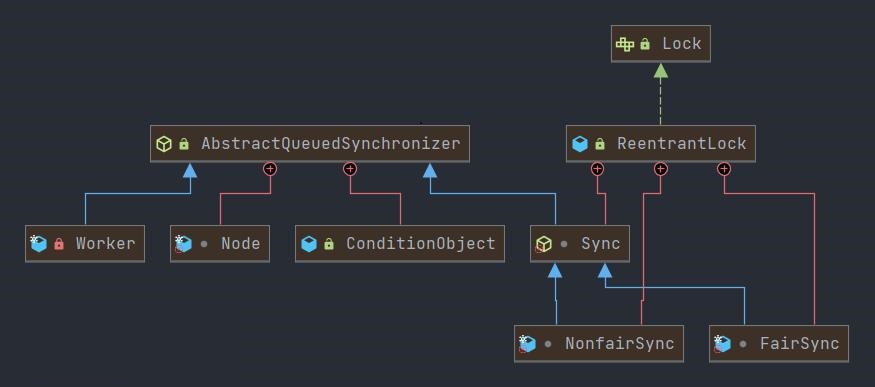 Lock
AbstractQueuedSynchronizer
ReentrantLock
Worker
Node
ConditionObject
Sync
NonfairSync
FairSync